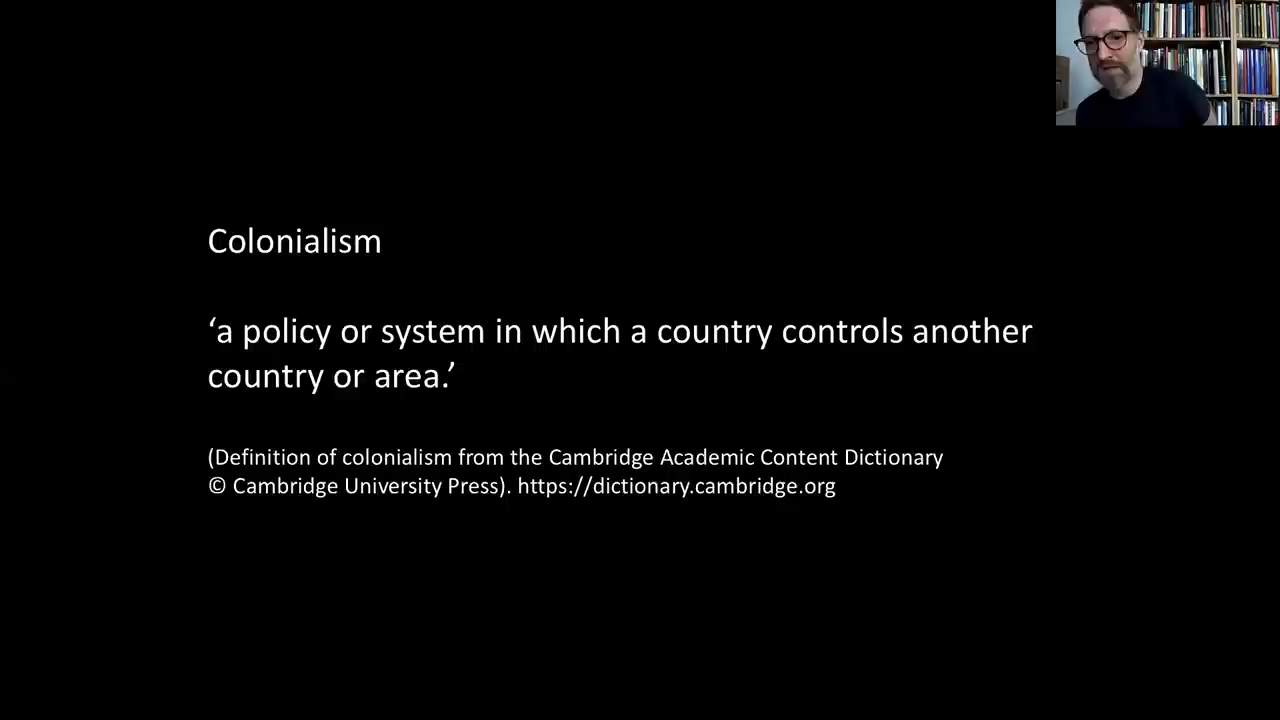 Colonialism
‘a policy or system in which a country controls another
country or area.’
(Definition of colonialism from the Cambridge Academic Content Dictionary
© Cambridge University Press). https://dictionary.cambridge.org